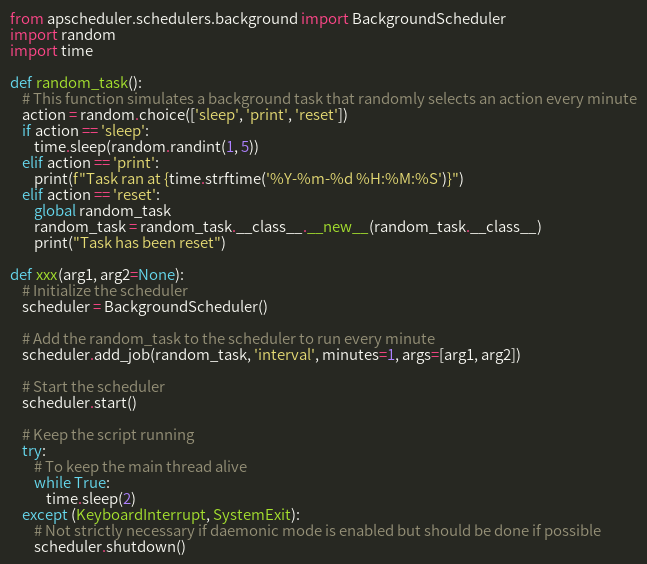 from apscheduler.schedulers.background import BackgroundScheduler
import random
import time

def random_task():
    # This function simulates a background task that randomly selects an action every minute
    action = random.choice(['sleep', 'print', 'reset'])
    if action == 'sleep':
        time.sleep(random.randint(1, 5))
    elif action == 'print':
        print(f"Task ran at {time.strftime('%Y-%m-%d %H:%M:%S')}")
    elif action == 'reset':
        global random_task
        random_task = random_task.__class__.__new__(random_task.__class__)
        print("Task has been reset")

def xxx(arg1, arg2=None):
    # Initialize the scheduler
    scheduler = BackgroundScheduler()

    # Add the random_task to the scheduler to run every minute
    scheduler.add_job(random_task, 'interval', minutes=1, args=[arg1, arg2])

    # Start the scheduler
    scheduler.start()

    # Keep the script running
    try:
        # To keep the main thread alive
        while True:
            time.sleep(2)
    except (KeyboardInterrupt, SystemExit):
        # Not strictly necessary if daemonic mode is enabled but should be done if possible
        scheduler.shutdown()